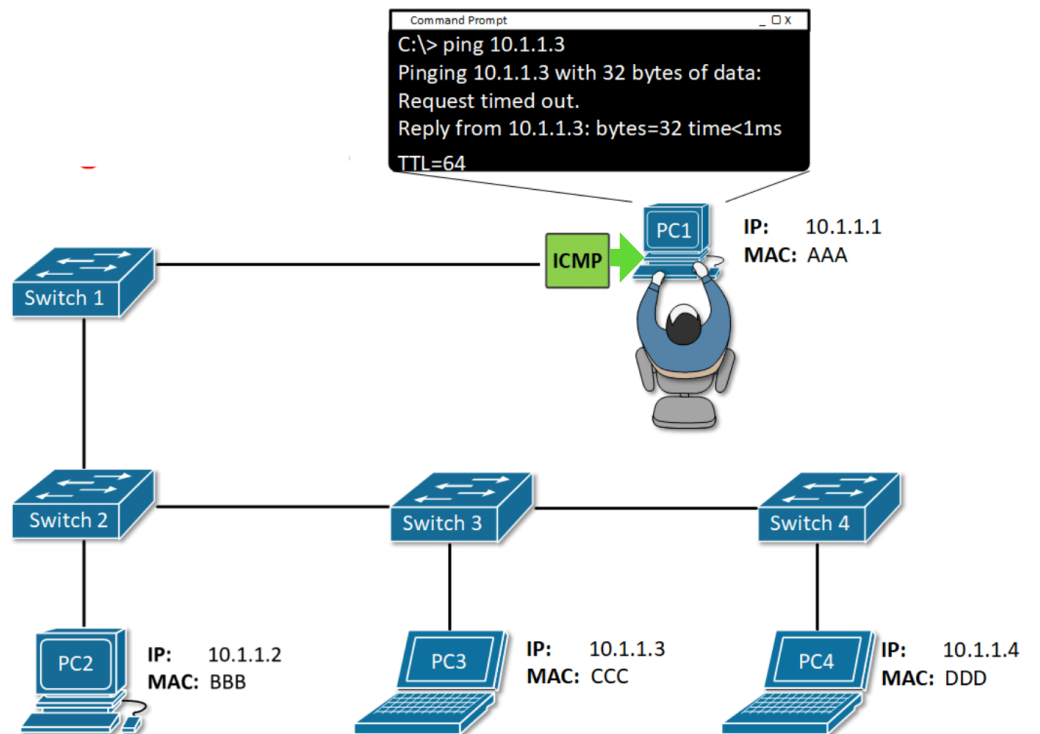 Command Prompt
_ □ X
C:\> ping 10.1.1.3
Pinging 10.1.1.3 with 32 bytes of data:
Request timed out.
Reply from 10.1.1.3: bytes=32 time<1ms
TTL=64
PC1
IP: 10.1.1.1
MAC: AAA
ICMP
Switch 1
Switch 2
Switch 3
Switch 4
PC2
IP: 10.1.1.2
MAC: BBB
PC3
IP: 10.1.1.3
MAC: CCC
PC4
IP: 10.1.1.4
MAC: DDD